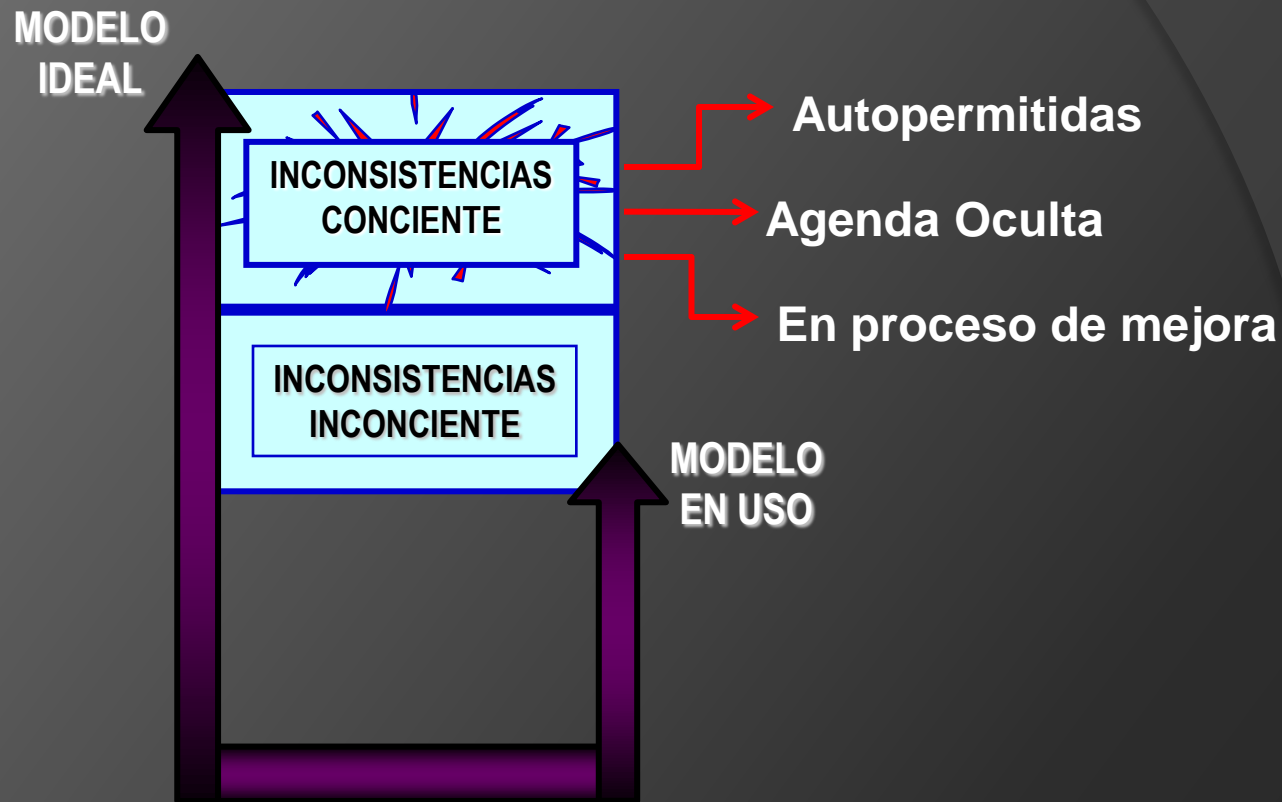 MODELO
IDEAL
INCONSISTENCIAS
CONCIENTE
Autopermitidas
Agenda Oculta
En proceso de mejora
INCONSISTENCIAS
INCONCIENTE
MODELO
EN USO